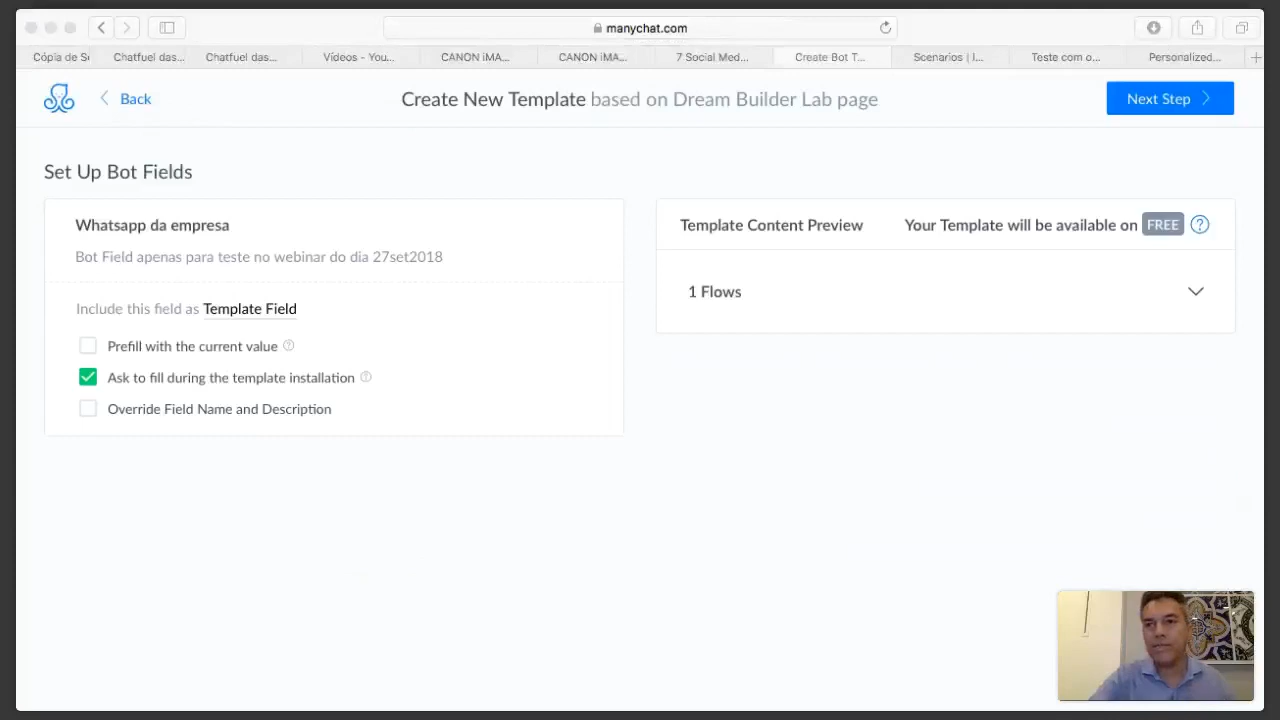 manychat.com
Cópia de S
Chatfuel das...
Chatfuel das...
Vídeos - You...
CANON iMA...
CANON iMA...
7 Social Med...
Create Bot T...
Scenarios | I...
Teste com o...
Personalized...
Back
Create New Template based on Dream Builder Lab page
Next Step
Set Up Bot Fields
Whatsapp da empresa
Bot Field apenas para teste no webinar do dia 27set2018
Include this field as Template Field
Prefill with the current value
Ask to fill during the template installation
Override Field Name and Description
Template Content Preview
Your Template will be available on FREE
1 Flows